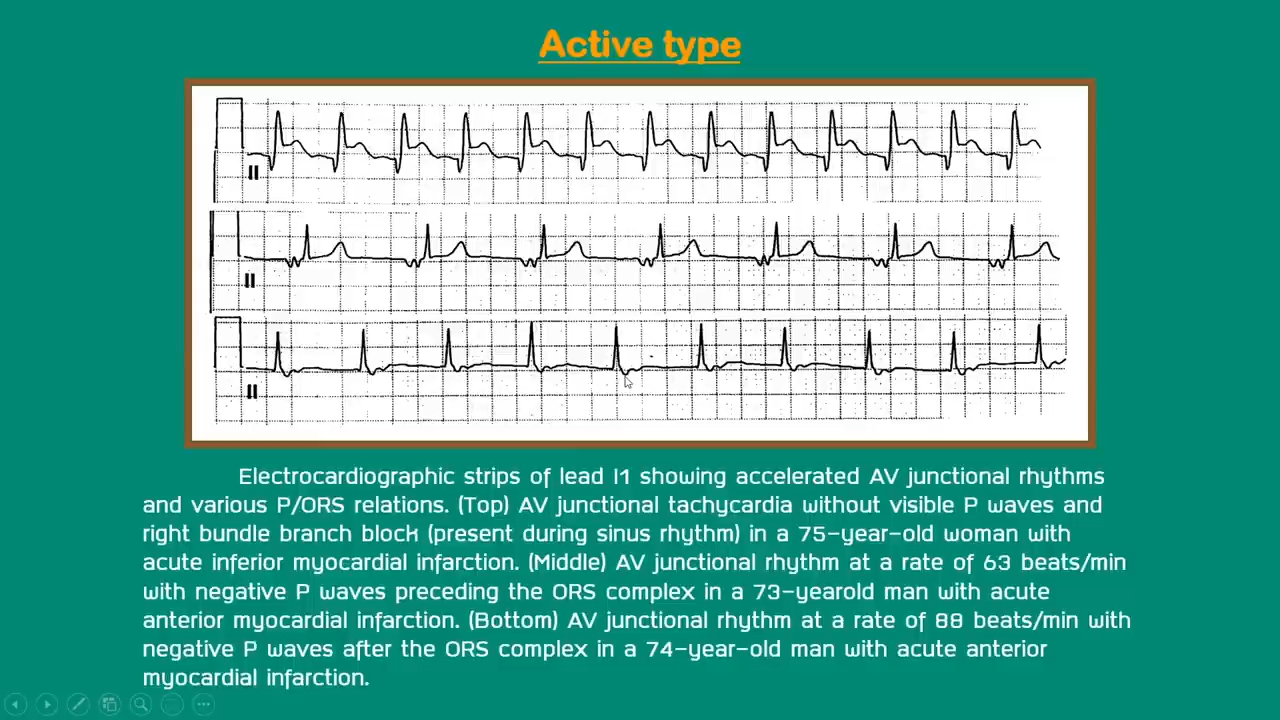 Active type
II
II
II
Electrocardiographic strips of lead I1 showing accelerated AV junctional rhythms
and various P/ORS relations. (Top) AV junctional tachycardia without visible P waves and
right bundle branch block (present during sinus rhythm) in a 75-year-old woman with
acute inferior myocardial infarction. (Middle) AV junctional rhythm at a rate of 63 beats/min
with negative P waves preceding the ORS complex in a 73-yearold man with acute
anterior myocardial infarction. (Bottom) AV junctional rhythm at a rate of 88 beats/min with
negative P waves after the ORS complex in a 74-year-old man with acute anterior
myocardial infarction.